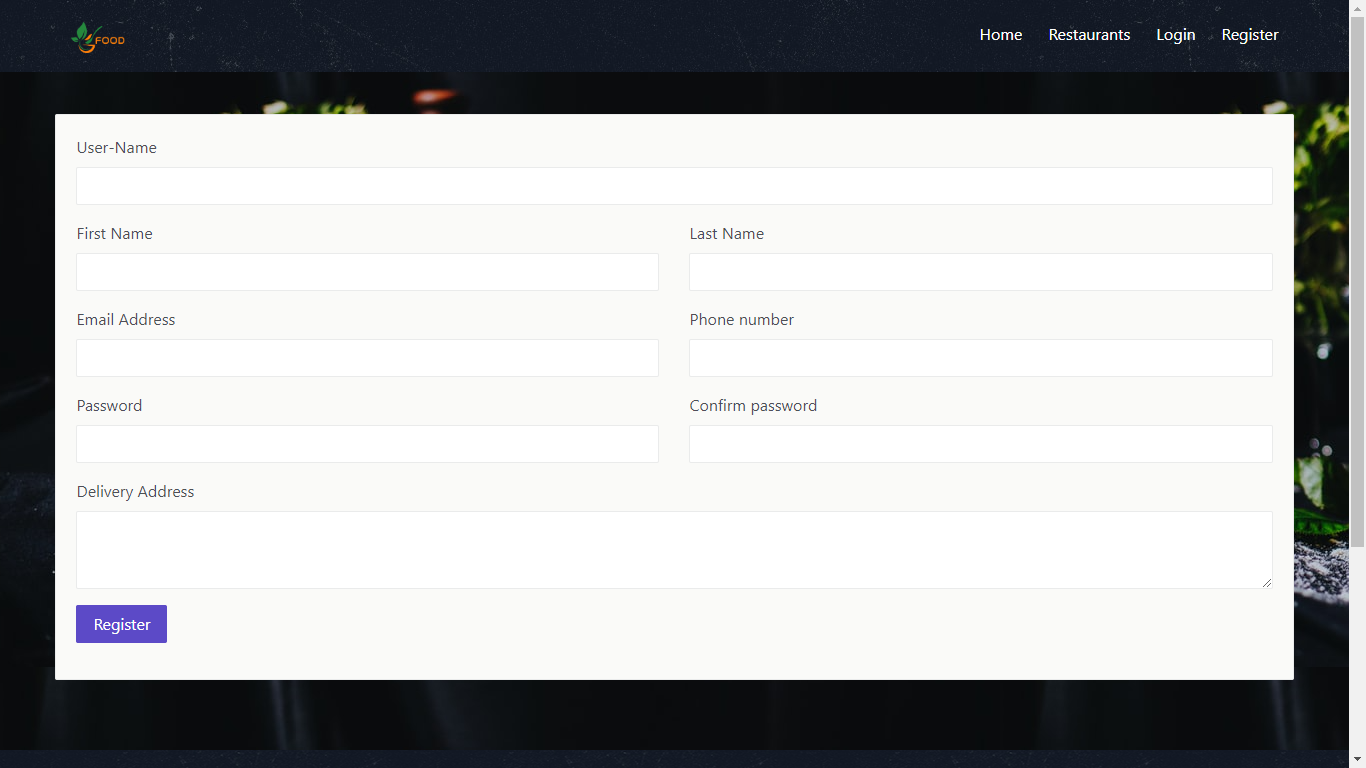 FOOD
Home Restaurants Login Register
User-Name
First Name Last Name
Email Address Phone number
Password Confirm password
Delivery Address
Register